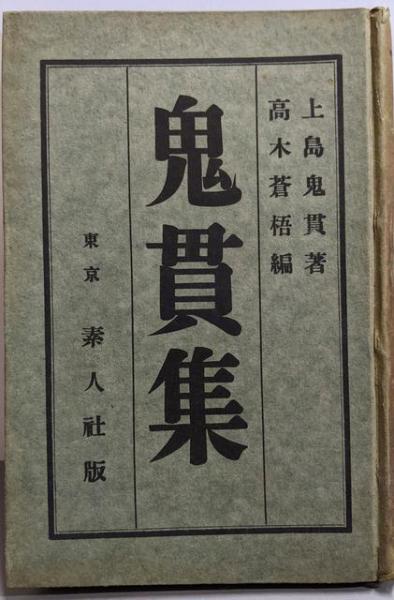 上島鬼貫著
高木蒼梧編
鬼貫集
東京 素人社版